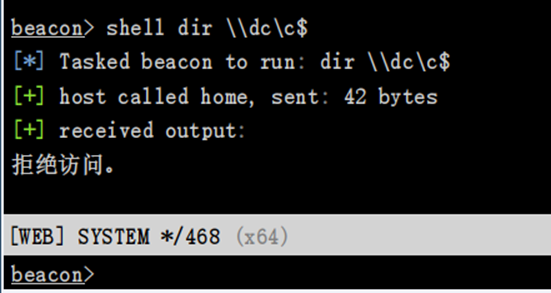 beacon> shell dir \\dc\c$
[*] Tasked beacon to run: dir \\dc\c$
[+] host called home, sent: 42 bytes
[+] received output:
拒绝访问。
[WEB] SYSTEM */468 (x64)
beacon>